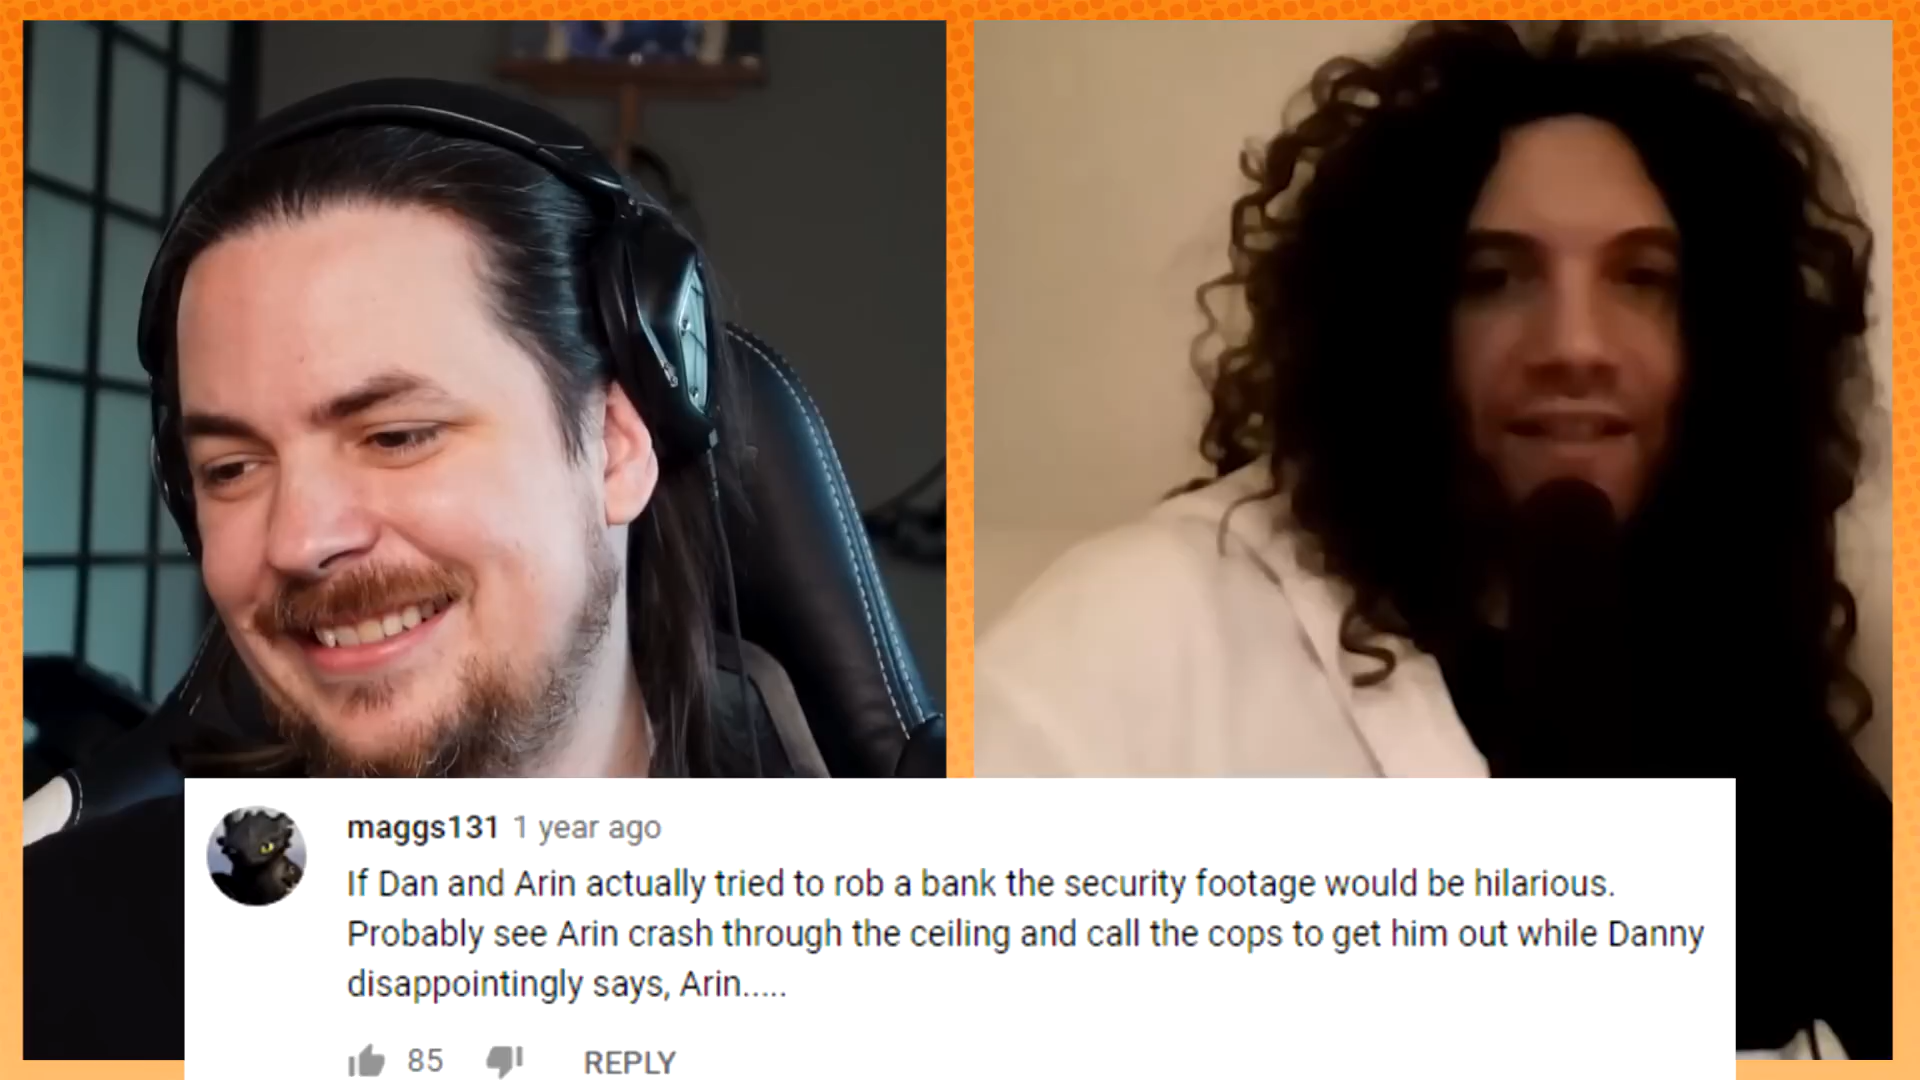 maggs131 1 year ago
If Dan and Arin actually tried to rob a bank the security footage would be hilarious.
Probably see Arin crash through the ceiling and call the cops to get him out while Danny
disappointingly says, Arin.....
85 REPLY